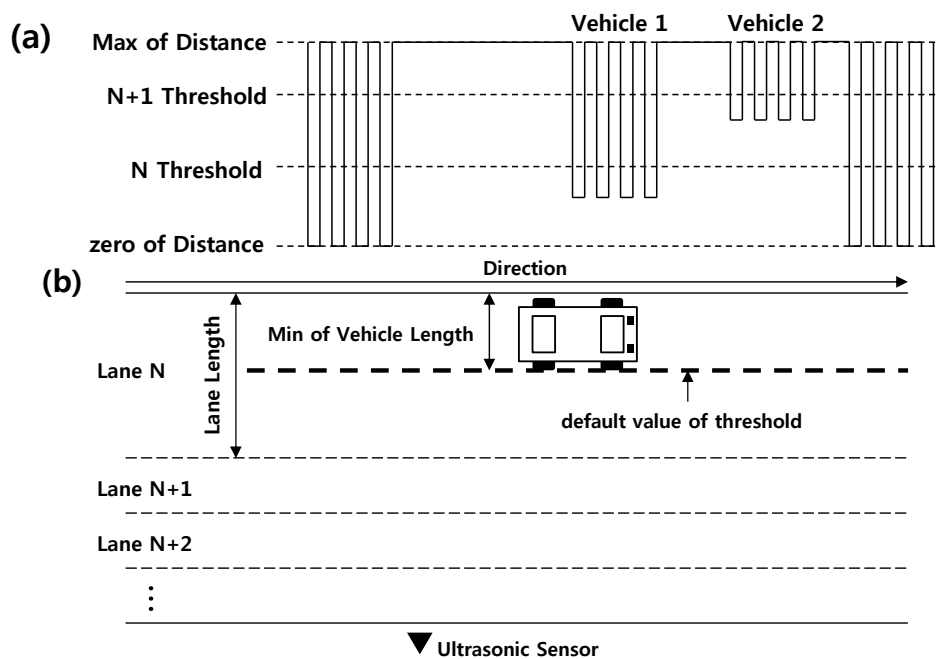 (a)
Vehicle 1 Vehicle 2
Max of Distance
N+1 Threshold
N Threshold
zero of Distance
(b)
Direction
Lane Length
Min of Vehicle Length
Lane N
default value of threshold
Lane N+1
Lane N+2
Ultrasonic Sensor